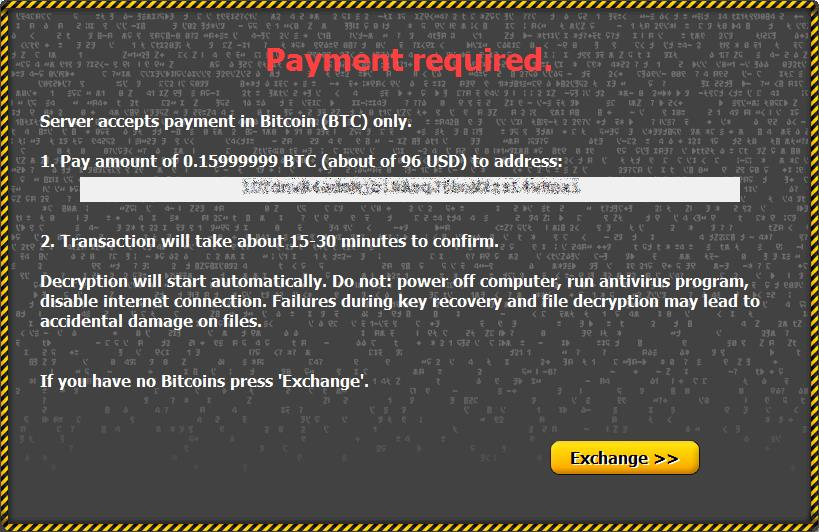 Payment required.
Server accepts payment in Bitcoin (BTC) only.
1. Pay amount of 0.15999999 BTC (about of 96 USD) to address:
2. Transaction will take about 15-30 minutes to confirm.
Decryption will start automatically. Do not: power off computer, run antivirus program,
disable internet connection. Failures during key recovery and file decryption may lead to
accidental damage on files.
If you have no Bitcoins press 'Exchange'.
Exchange >>